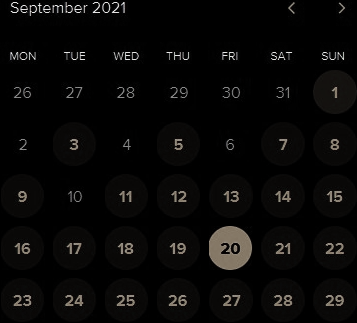 September 2021 < >
MON TUE WED THU FRI SAT SUN
26 27 28 29 30 31 1
2 3 4 5 6 7 8
9 10 11 12 13 14 15
16 17 18 19 20 21 22
23 24 25 26 27 28 29